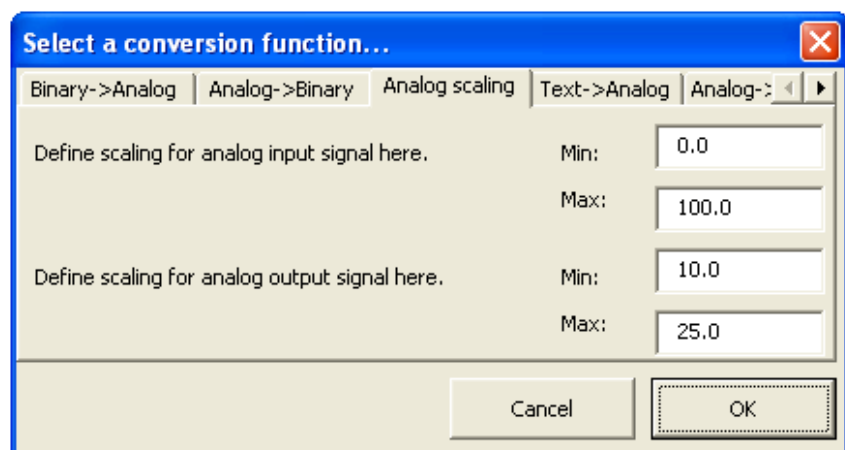 Select a conversion function...
Binary->Analog Analog->Binary Analog scaling Text->Analog Analog->
Define scaling for analog input signal here. Min: 0.0
Max: 100.0
Define scaling for analog output signal here. Min: 10.0
Max: 25.0
Cancel OK